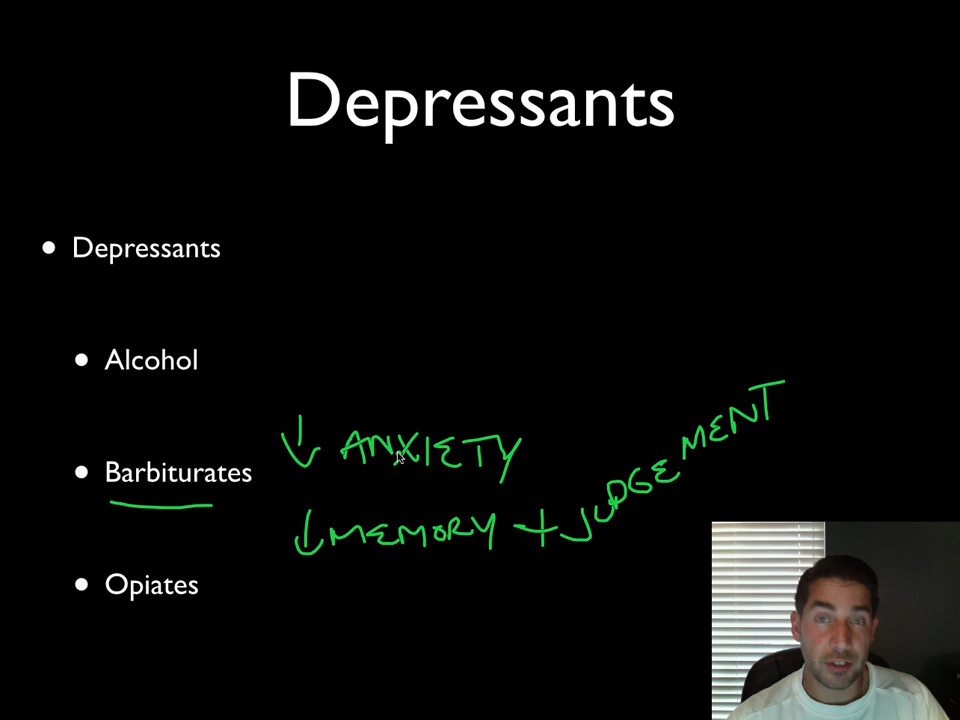 Depressants
• Depressants
• Alcohol
↓ ANXIETY
• Barbiturates
↓ MEMORY + JUDGEMENT
• Opiates